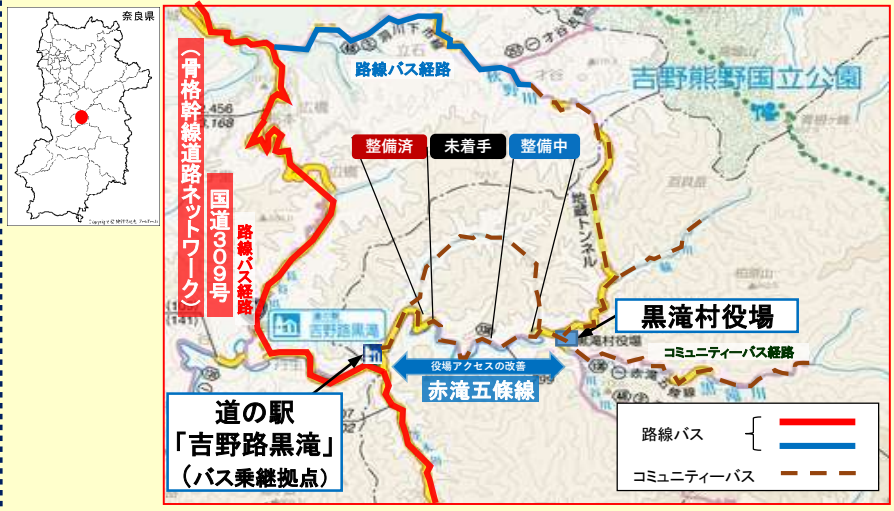 奈良県
吉野熊野国立公園
路線バス経路
(骨格幹線道路ネットワーク)
国道309号
路線バス経路
整備済
未着手
整備中
地蔵トンネル
道の駅
吉野路黒滝
黒滝村役場
黒滝村役場
コミュニティーバス経路
役場アクセスの改善
赤滝五條線
道の駅
「吉野路黒滝」
(バス乗継拠点)
路線バス
コミュニティーバス